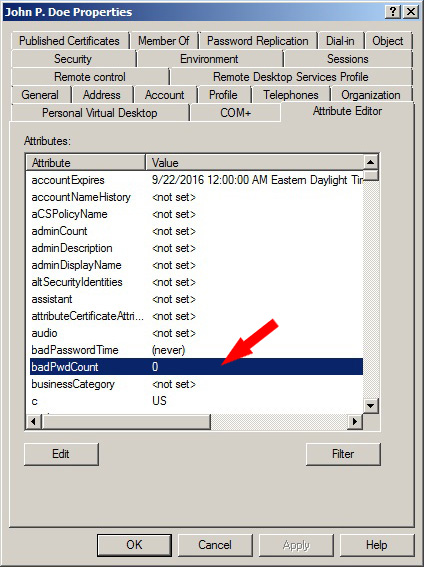 John P. Doe Properties
Published Certificates Member Of Password Replication Dial-in Object
Security Environment Sessions
Remote control Remote Desktop Services Profile
General Address Account Profile Telephones Organization
Personal Virtual Desktop COM+ Attribute Editor
Attributes:
Attribute Value
accountExpires 9/22/2016 12:00:00 AM Eastern Daylight Tir
accountNameHistory <not set>
aCSPolicyName <not set>
adminCount <not set>
adminDescription <not set>
adminDisplayName <not set>
altSecurityIdentities <not set>
assistant <not set>
attributeCertificateAttri... <not set>
audio <not set>
badPasswordTime (never)
badPwdCount 0
businessCategory <not set>
c US
Edit Filter
OK Cancel Apply Help